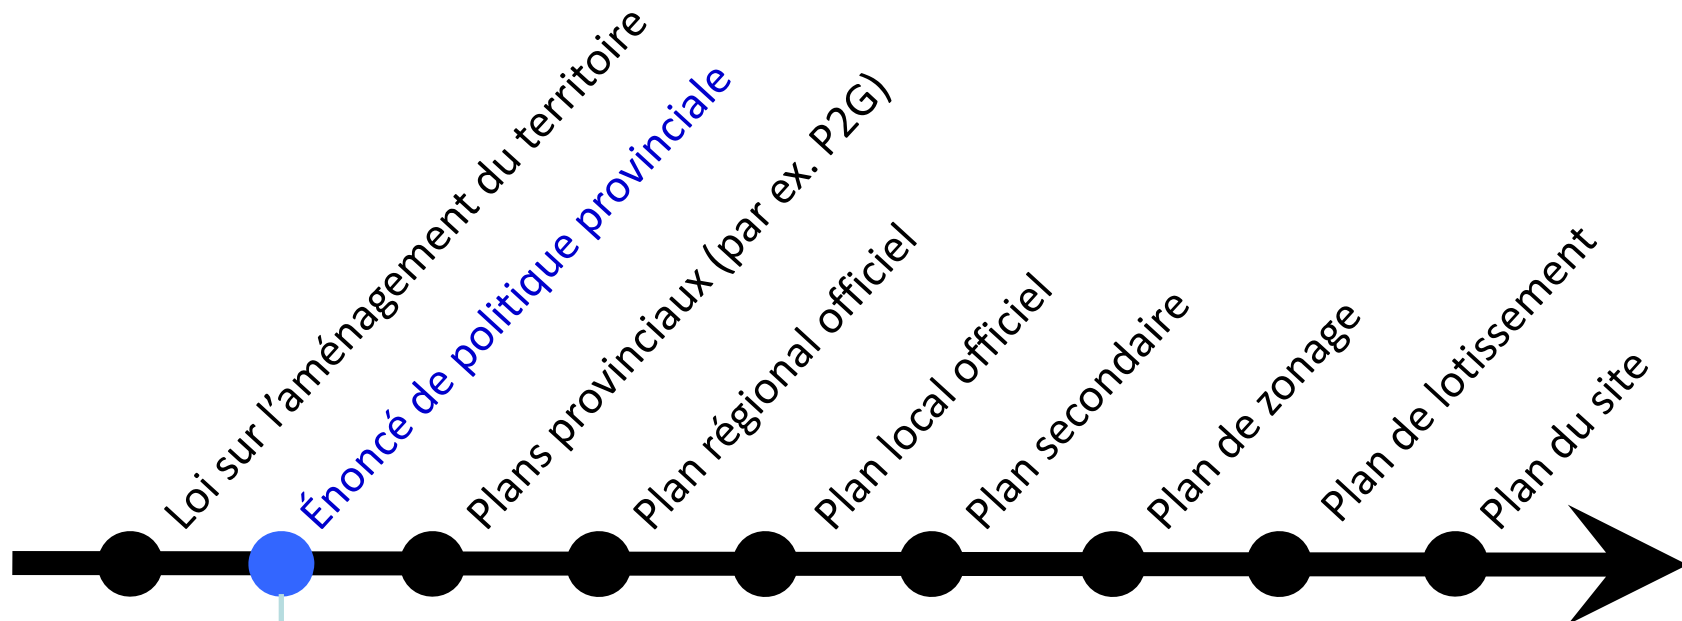 Loi sur l’aménagement du territoire
Énoncé de politique provinciale
Plans provinciaux (par ex. P2G)
Plan régional officiel
Plan local officiel
Plan secondaire
Plan de zonage
Plan de lotissement
Plan du site